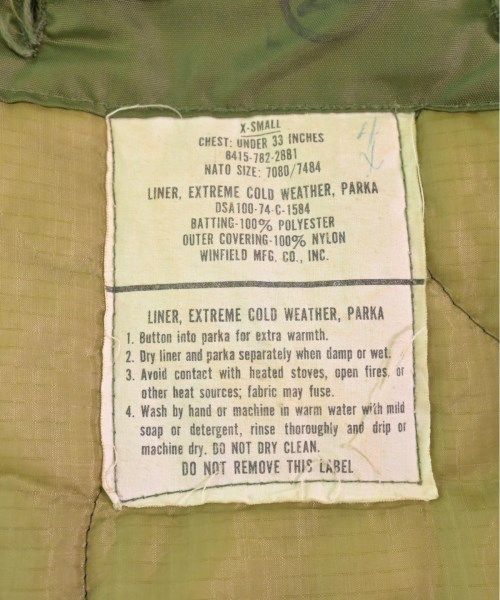 X-SMALL
CHEST: UNDER 33 INCHES
8415-782-2881
NATO SIZE: 7080/7484
LINER, EXTREME COLD WEATHER, PARKA
DSA100-74-C-1584
BATTING-100% POLYESTER
OUTER COVERING-100% NYLON
WINFIELD MFG. CO., INC.
LINER, EXTREME COLD WEATHER, PARKA
1. Button into parka for extra warmth.
2. Dry liner and parka separately when damp or wet.
3. Avoid contact with heated stoves, open fires, or
other heat sources; fabric may fuse.
4. Wash by hand or machine in warm water with mild
soap or detergent, rinse thoroughly and drip or
machine dry. DO NOT DRY CLEAN.
DO NOT REMOVE THIS LABEL